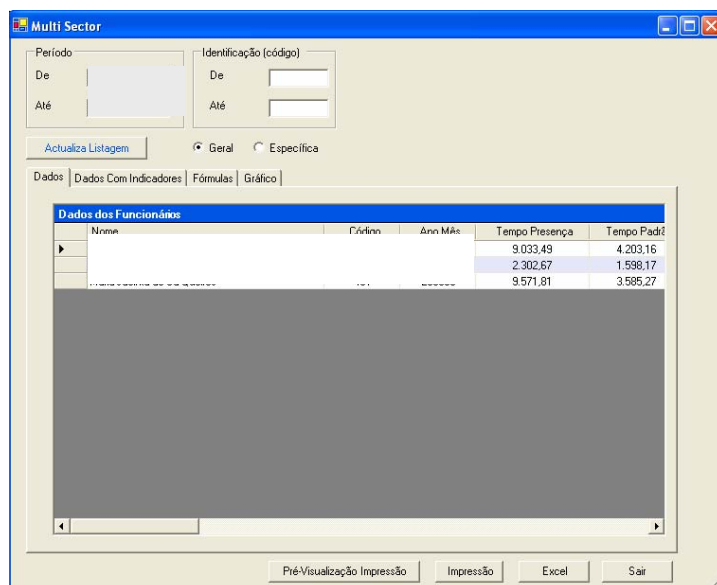 Multi Sector
Período
De
Até
Identificação (código)
De
Até
Actualiza Listagem
Geral
Específica
Dados
Dados Com Indicadores
Fórmulas
Gráfico
Dados dos Funcionários
Nome Código Ano Mês Tempo Presença Tempo Padrã
9.033,49 4.203,16
2.302,67 1.598,17
9.571,81 3.585,27
Pré-Visualização Impressão
Impressão
Excel
Sair